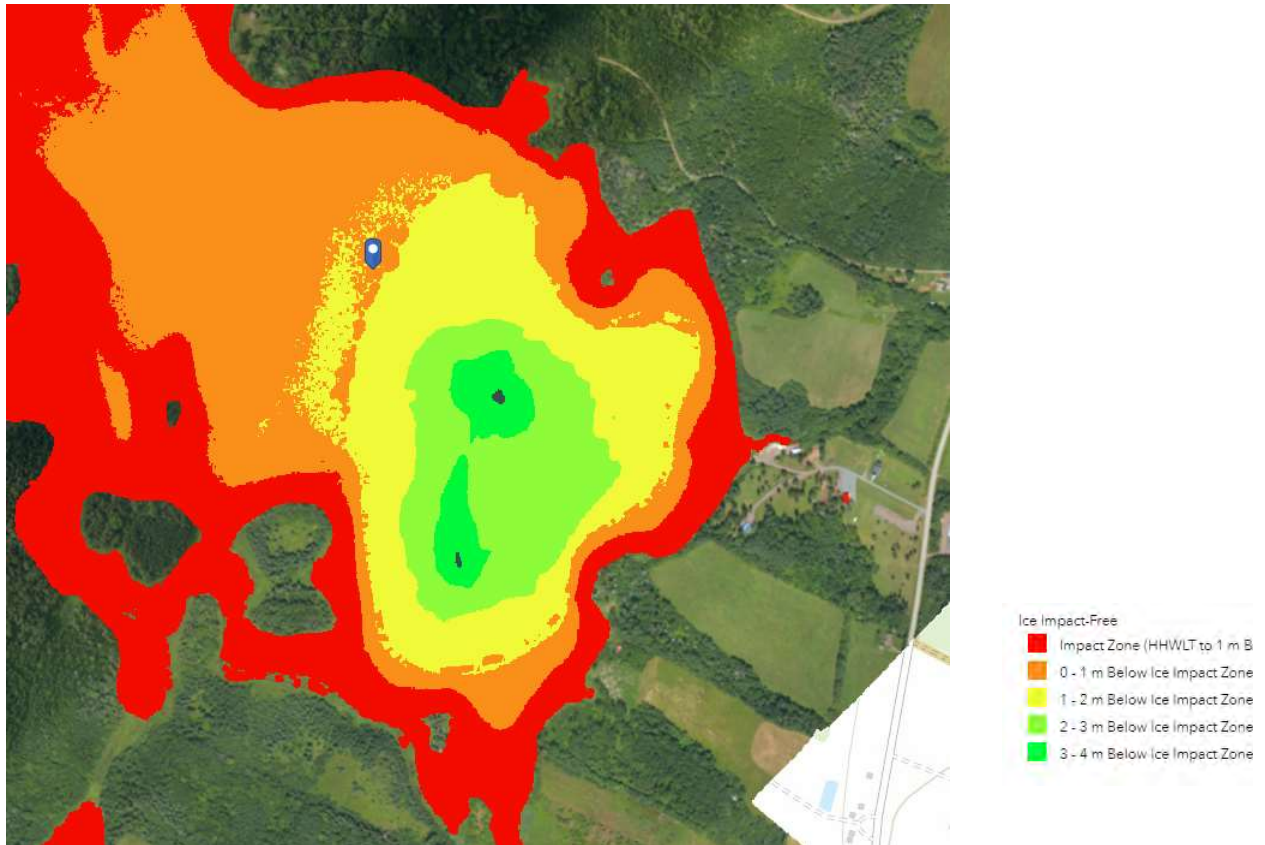 Ice Impact-Free
Impact Zone (HHWLT to 1 m B
0 - 1 m Below Ice Impact Zone
1 - 2 m Below Ice Impact Zone
2 - 3 m Below Ice Impact Zone
3 - 4 m Below Ice Impact Zone